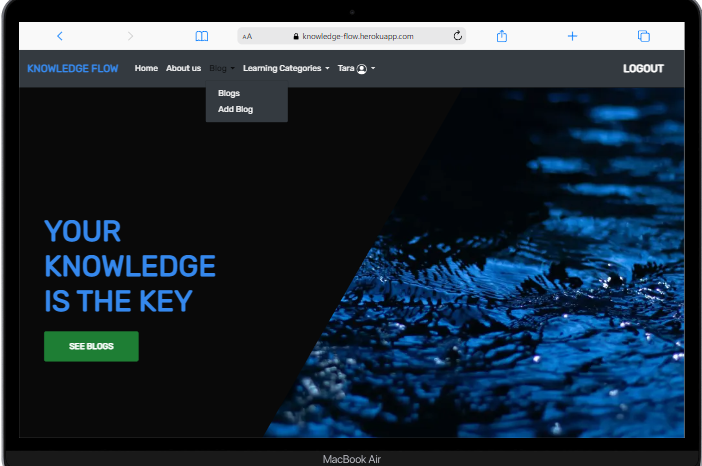 AA knowledge-flow.herokuapp.com
KNOWLEDGE FLOW Home About us Blog Learning Categories Tara LOGOUT
Blogs
Add Blog
YOUR
KNOWLEDGE
IS THE KEY
SEE BLOGS
MacBook Air